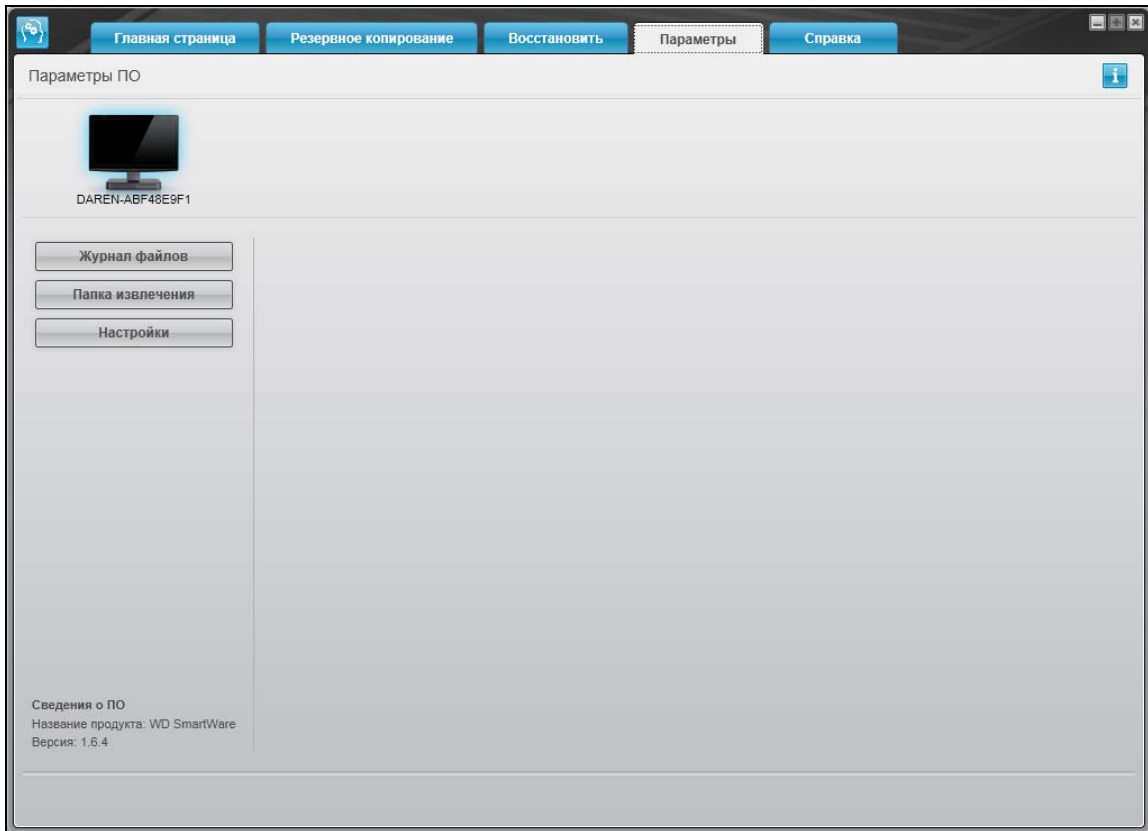 Главная страница
Резервное копирование
Восстановить
Параметры
Справка
Параметры ПО
DAREN-ABF48E9F1
Журнал файлов
Папка извлечения
Настройки
Сведения о ПО
Название продукта: WD SmartWare
Версия: 1.6.4